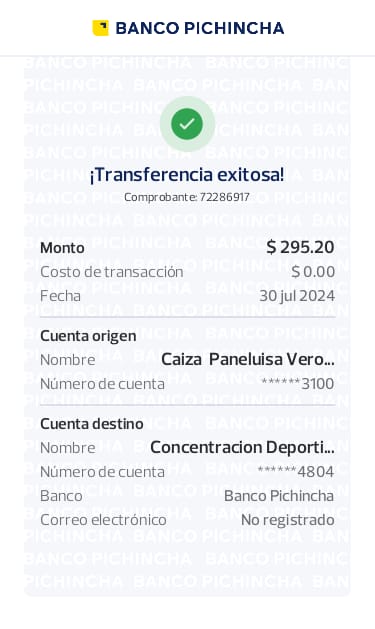 BANCO PICHINCHA
¡Transferencia exitosa!
Comprobante: 72286917
Monto $ 295.20
Costo de transacción $ 0.00
Fecha 30 jul 2024
Cuenta origen
Nombre Caiza Paneluisa Vero...
Número de cuenta ******3100
Cuenta destino
Nombre Concentracion Deporti...
Número de cuenta ******4804
Banco Banco Pichincha
Correo electrónico No registrado